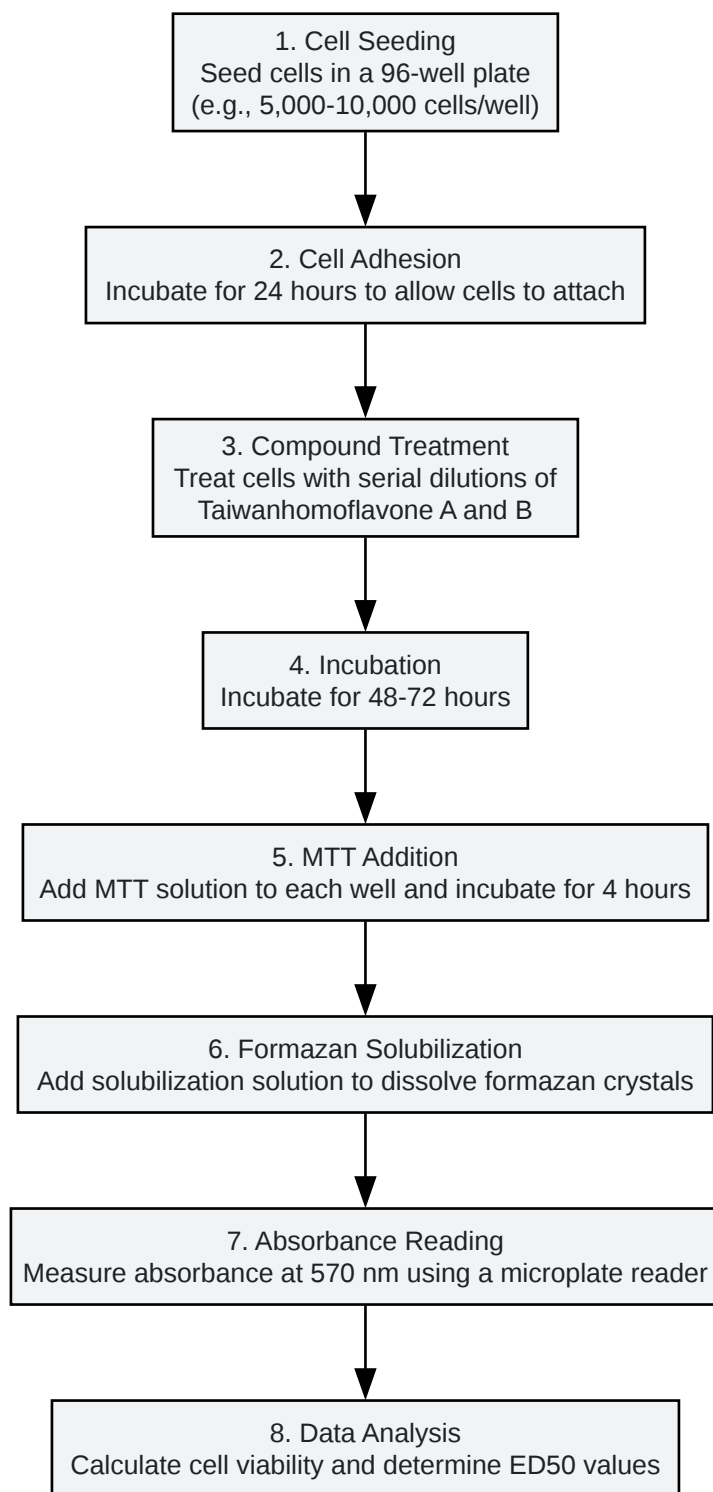 1. Cell Seeding
Seed cells in a 96-well plate
(e.g., 5,000-10,000 cells/well)
2. Cell Adhesion
Incubate for 24 hours to allow cells to attach
3. Compound Treatment
Treat cells with serial dilutions of
Taiwanhomoflavone A and B
4. Incubation
Incubate for 48-72 hours
5. MTT Addition
Add MTT solution to each well and incubate for 4 hours
6. Formazan Solubilization
Add solubilization solution to dissolve formazan crystals
7. Absorbance Reading
Measure absorbance at 570 nm using a microplate reader
8. Data Analysis
Calculate cell viability and determine ED50 values